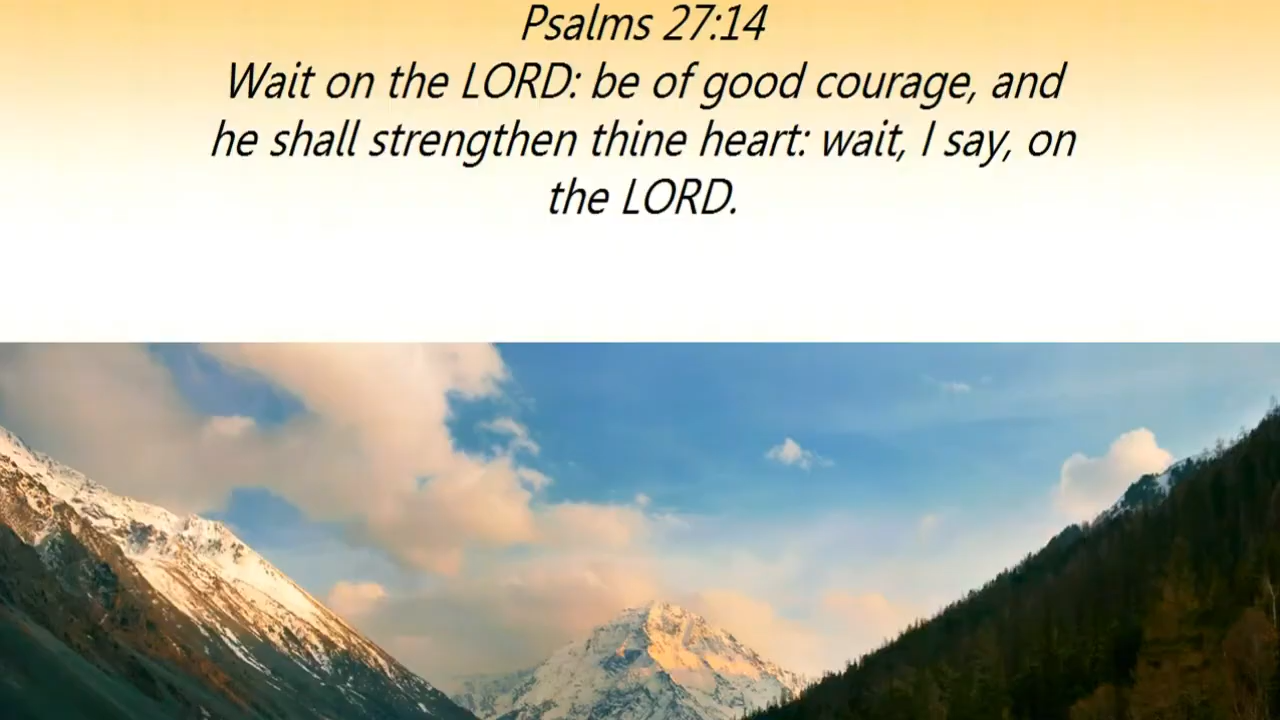 Psalms 27:14
Wait on the LORD: be of good courage, and
he shall strengthen thine heart: wait, I say, on
the LORD.